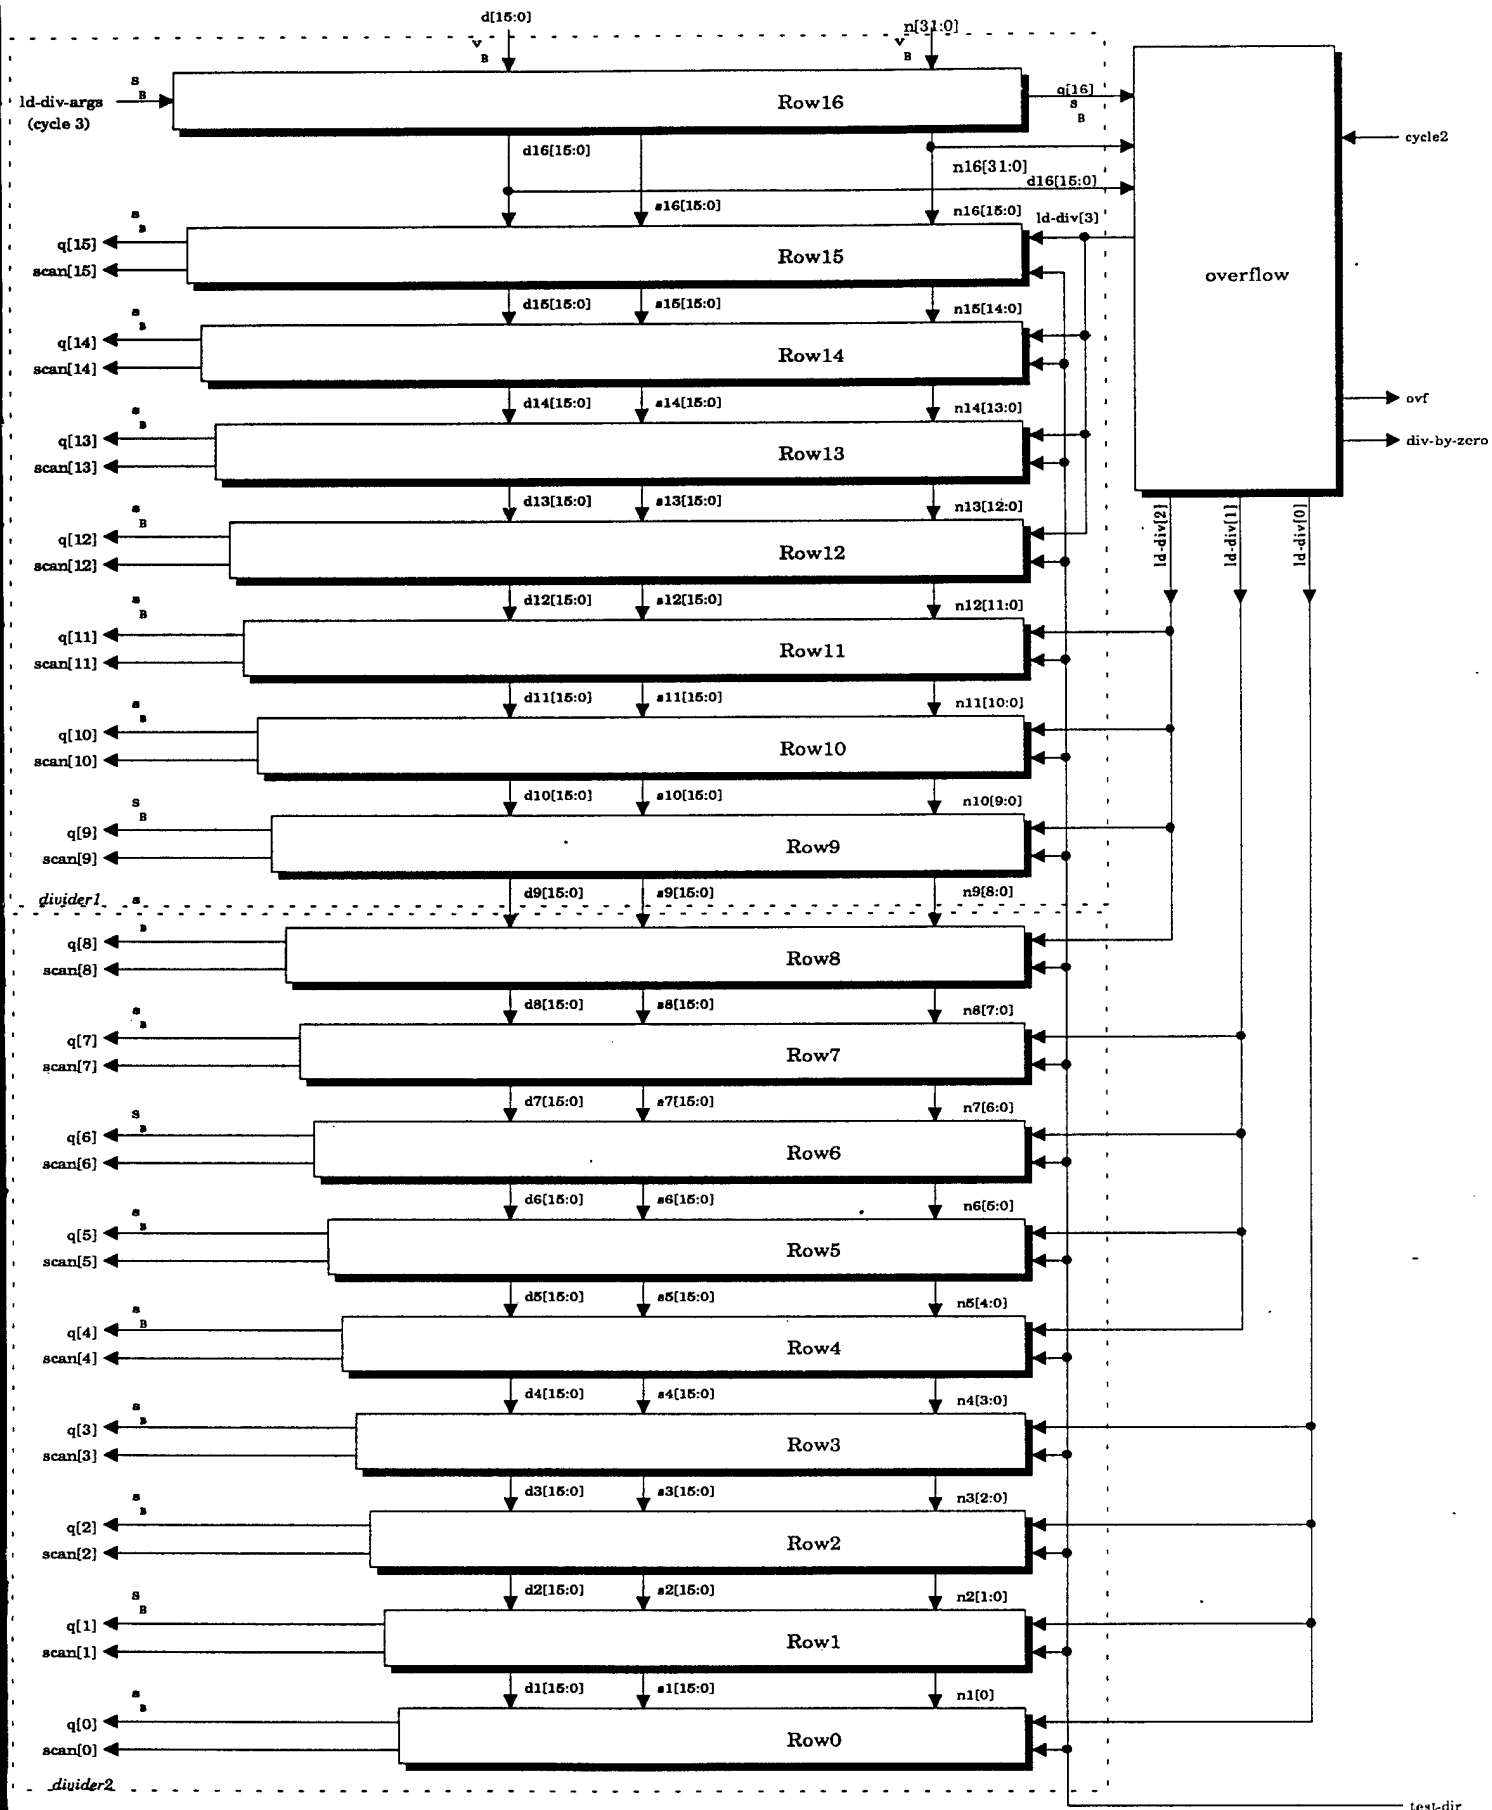 d[15:0]
n[31:0]
V
B
V
B
S
B
ld-div-args
(cycle 3)
Row16
q[16]
S
B
cycle2
d16[15:0]
n16[31:0]
d16[15:0]
s16[15:0]
n16[15:0]
ld-div[3]
S
B
q[15]
scan[15]
Row15
overflow
d15[15:0]
s15[15:0]
n15[14:0]
S
B
q[14]
scan[14]
Row14
d14[15:0]
s14[15:0]
n14[13:0]
ovf
S
B
q[13]
scan[13]
Row13
div-by-zero
d13[15:0]
s13[15:0]
n13[12:0]
ld-div[2]
ld-div[1]
ld-div[0]
S
B
q[12]
scan[12]
Row12
d12[15:0]
s12[15:0]
n12[11:0]
S
B
q[11]
scan[11]
Row11
d11[15:0]
s11[15:0]
n11[10:0]
S
B
q[10]
scan[10]
Row10
d10[15:0]
s10[15:0]
n10[9:0]
S
B
q[9]
scan[9]
Row9
d9[15:0]
s9[15:0]
n9[8:0]
divider1
S
B
q[8]
scan[8]
Row8
d8[15:0]
s8[15:0]
n8[7:0]
S
B
q[7]
scan[7]
Row7
d7[15:0]
s7[15:0]
n7[6:0]
S
B
q[6]
scan[6]
Row6
d6[15:0]
s6[15:0]
n6[5:0]
S
B
q[5]
scan[5]
Row5
d5[15:0]
s5[15:0]
n5[4:0]
S
B
q[4]
scan[4]
Row4
d4[15:0]
s4[15:0]
n4[3:0]
S
B
q[3]
scan[3]
Row3
d3[15:0]
s3[15:0]
n3[2:0]
S
B
q[2]
scan[2]
Row2
d2[15:0]
s2[15:0]
n2[1:0]
S
B
q[1]
scan[1]
Row1
d1[15:0]
s1[15:0]
n1[0]
S
B
q[0]
scan[0]
Row0
divider2
test-dir